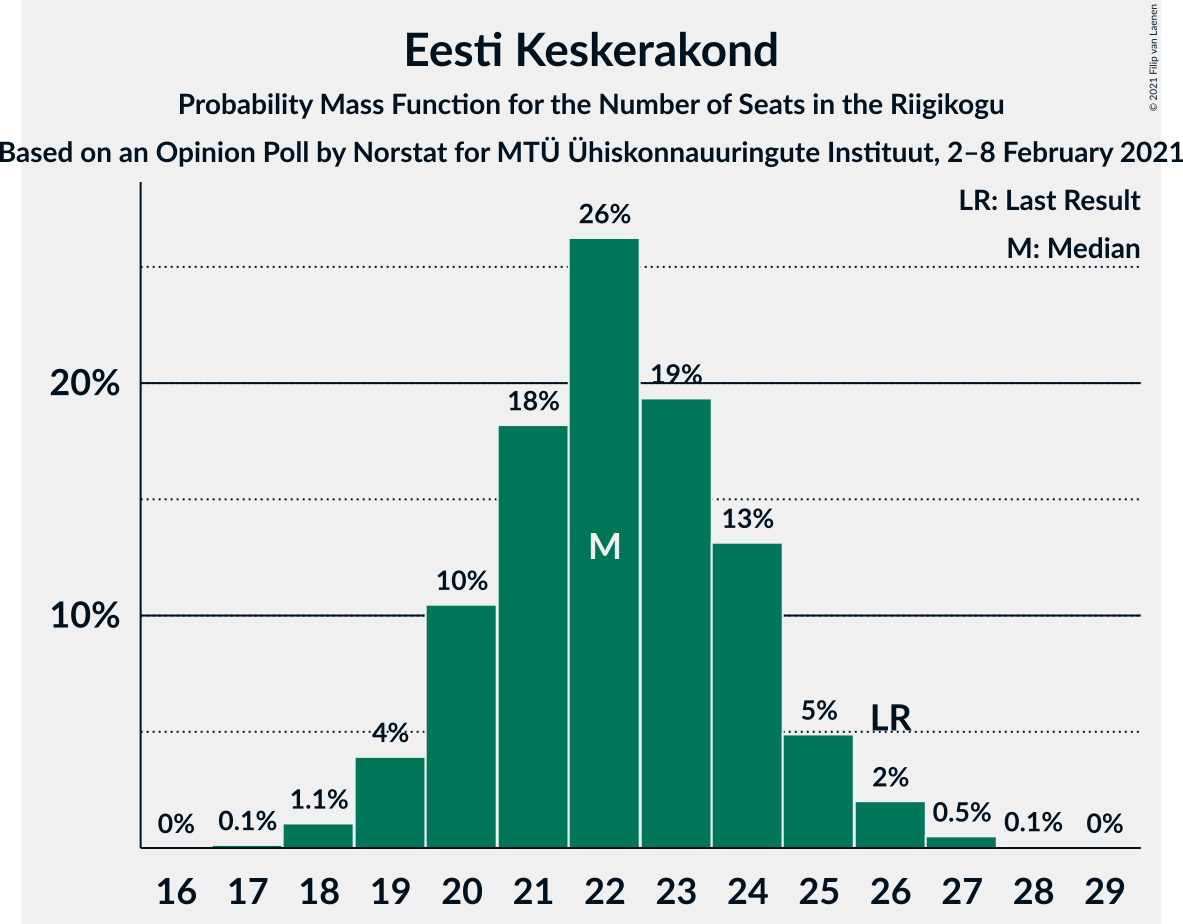 Eesti Keskerakond
Probability Mass Function for the Number of Seats in the Riigikogu
Based on an Opinion Poll by Norstat for MTÜ Ühiskonnauuringute Instituut, 2–8 February 2021
© 2021 Filip van Laenen
LR: Last Result
M: Median
26%
19%
20%
18%
13%
M
10%
10%
5%
LR
4%
2%
1.1%
0.5%
0% 0.1% 0.1% 0%
16 17 18 19 20 21 22 23 24 25 26 27 28 29